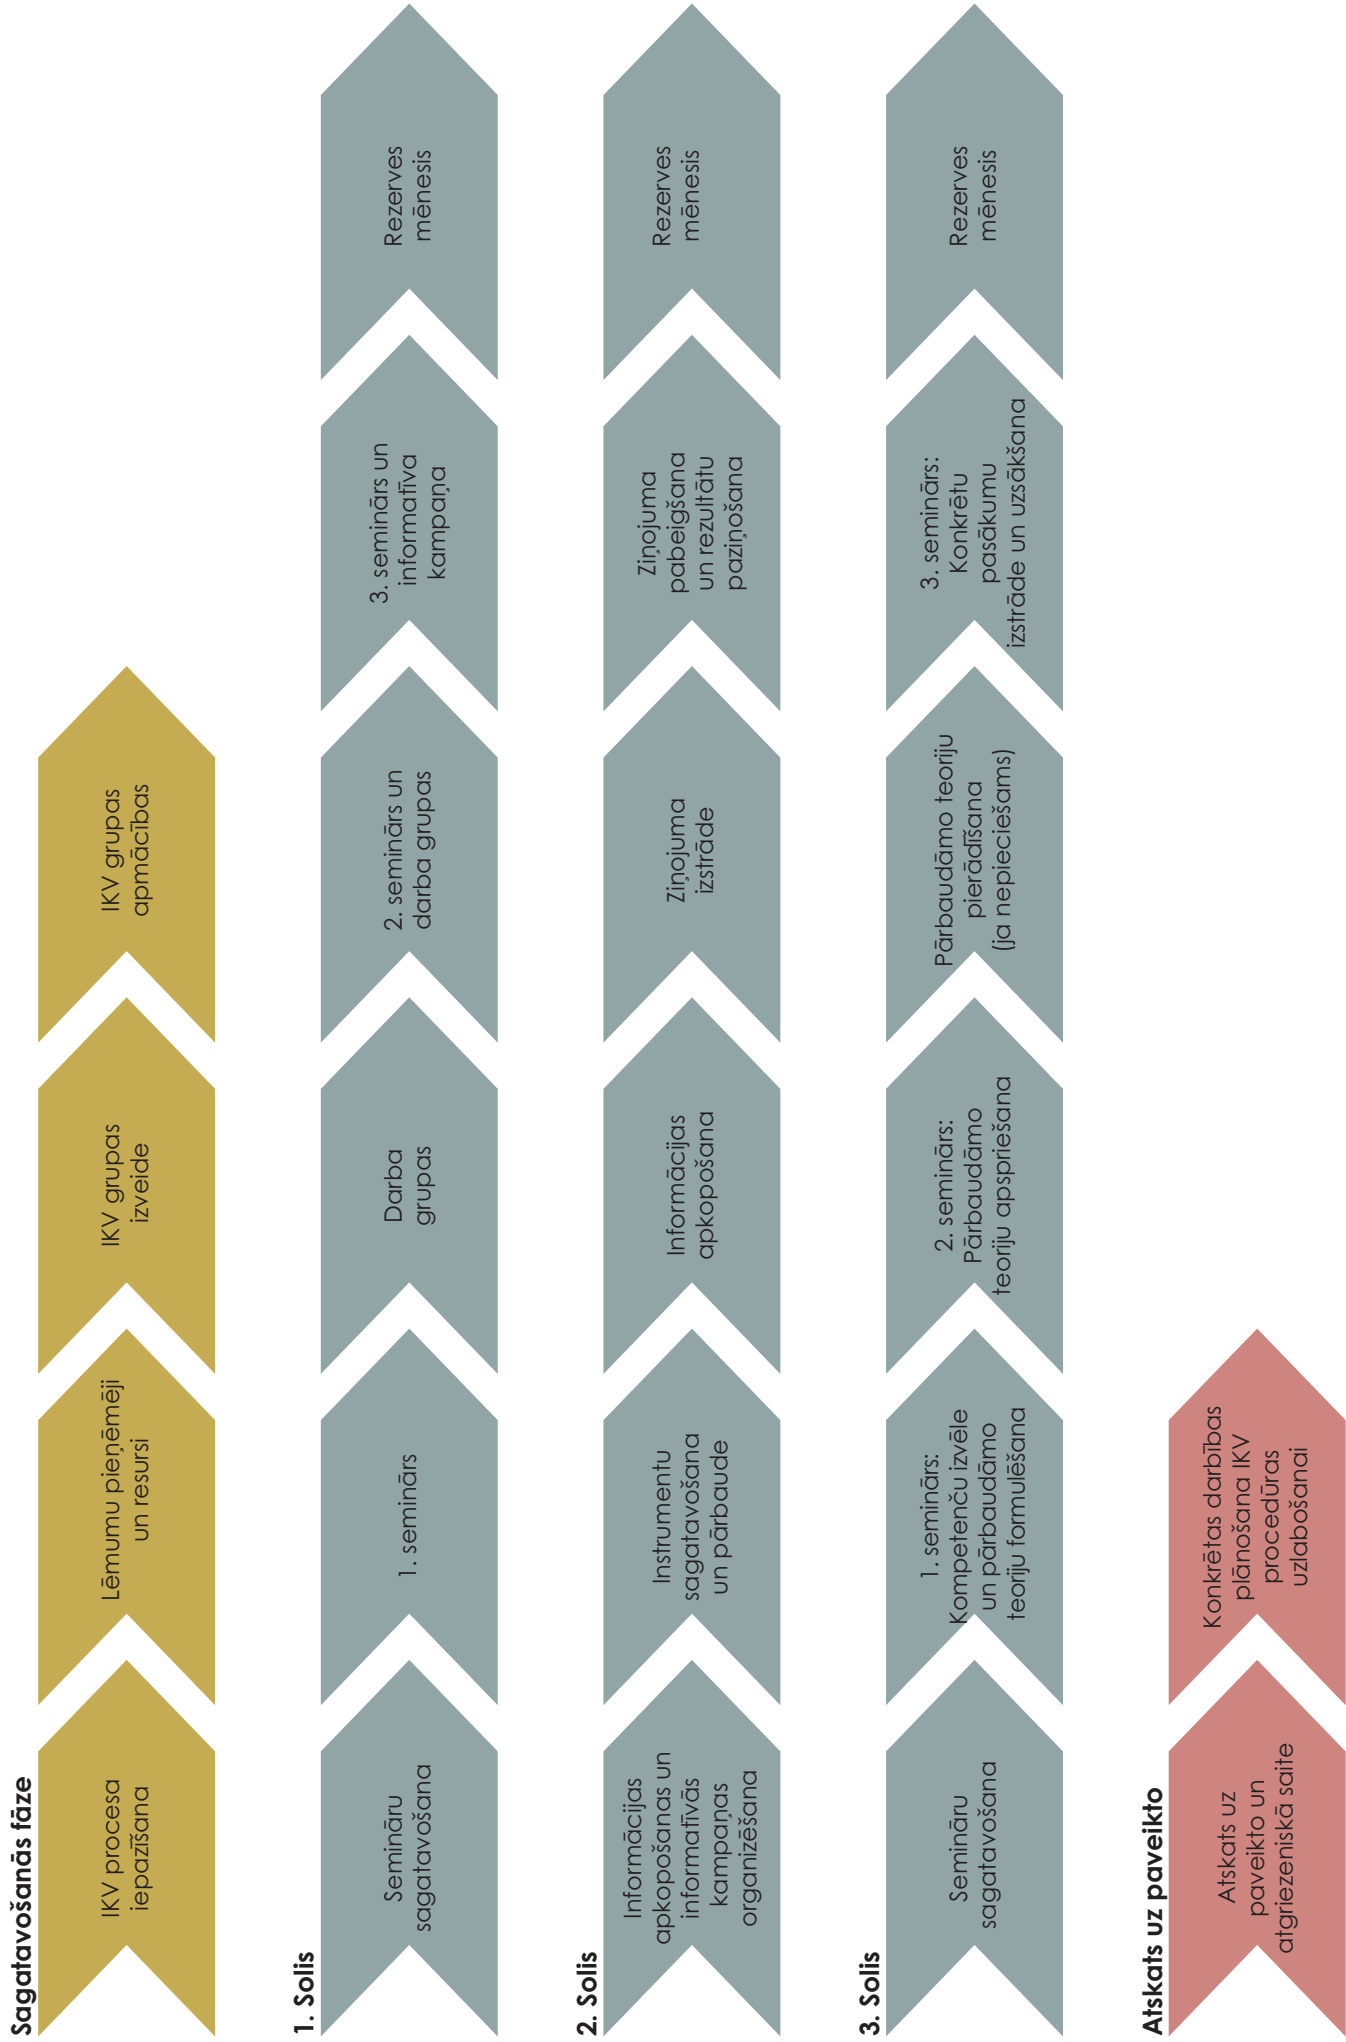 Sagatavošanās fāze
IKV procesa
iepazīšana
Lēmumu pieņēmēji
un resursi
IKV grupas
izveide
IKV grupas
apmācības
1. Solis
Semināru
sagatavošana
1. seminārs
Darba
grupas
2. seminārs un
darba grupas
3. seminārs un
informatīva
kampaņa
Rezerves
mēnesis
2. Solis
Informācijas
apkopošanas un
informatīvās
kampaņas
organizēšana
Instrumentu
sagatavošana
un pārbaude
Informācijas
apkopošana
Ziņojuma
izstrāde
Ziņojuma
pabeigšana
un rezultātu
paziņošana
Rezerves
mēnesis
3. Solis
Semināru
sagatavošana
1. seminārs:
Kompetenču izvēle
un pārbaudāmo
teoriju formulēšana
2. seminārs:
Pārbaudāmo
teoriju apspriešana
Pārbaudāmo teoriju
pierādīšana
(ja nepieciešams)
3. seminārs:
Konkrētu
pasākumu
izstrāde un uzsākšana
Rezerves
mēnesis
Atskats uz paveikto
Atskats uz
paveikto un
atgriezeniskā saite
Konkrētas darbības
plānošana IKV
procedūras
uzlabošanai